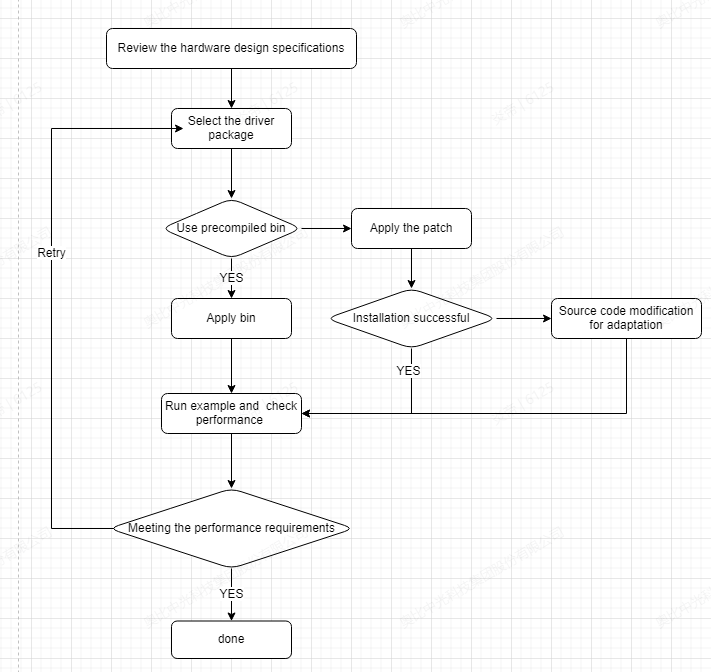 Review the hardware design specifications
Select the driver
package
Use precompiled bin
Apply the patch
Retry
YES
Apply bin
Installation successful
Source code modification
for adaptation
YES
Run example and  check
performance
Meeting the performance requirements
YES
done